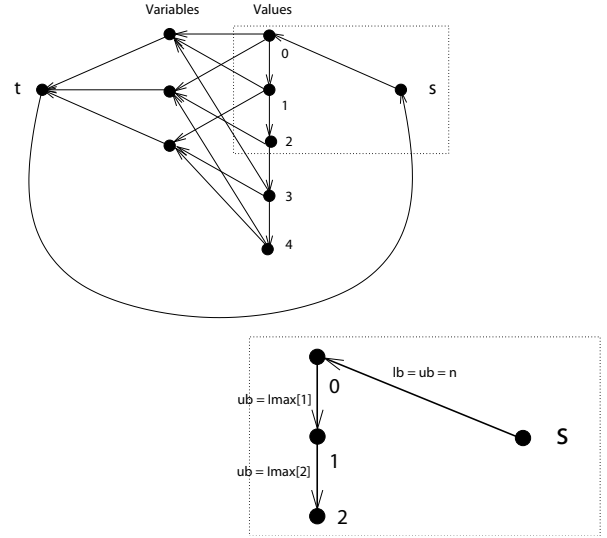 Variables Values
0
t
s
1
2
3
4
lb = ub = n
0
ub = lmax[1]
S
1
ub = lmax[2]
2